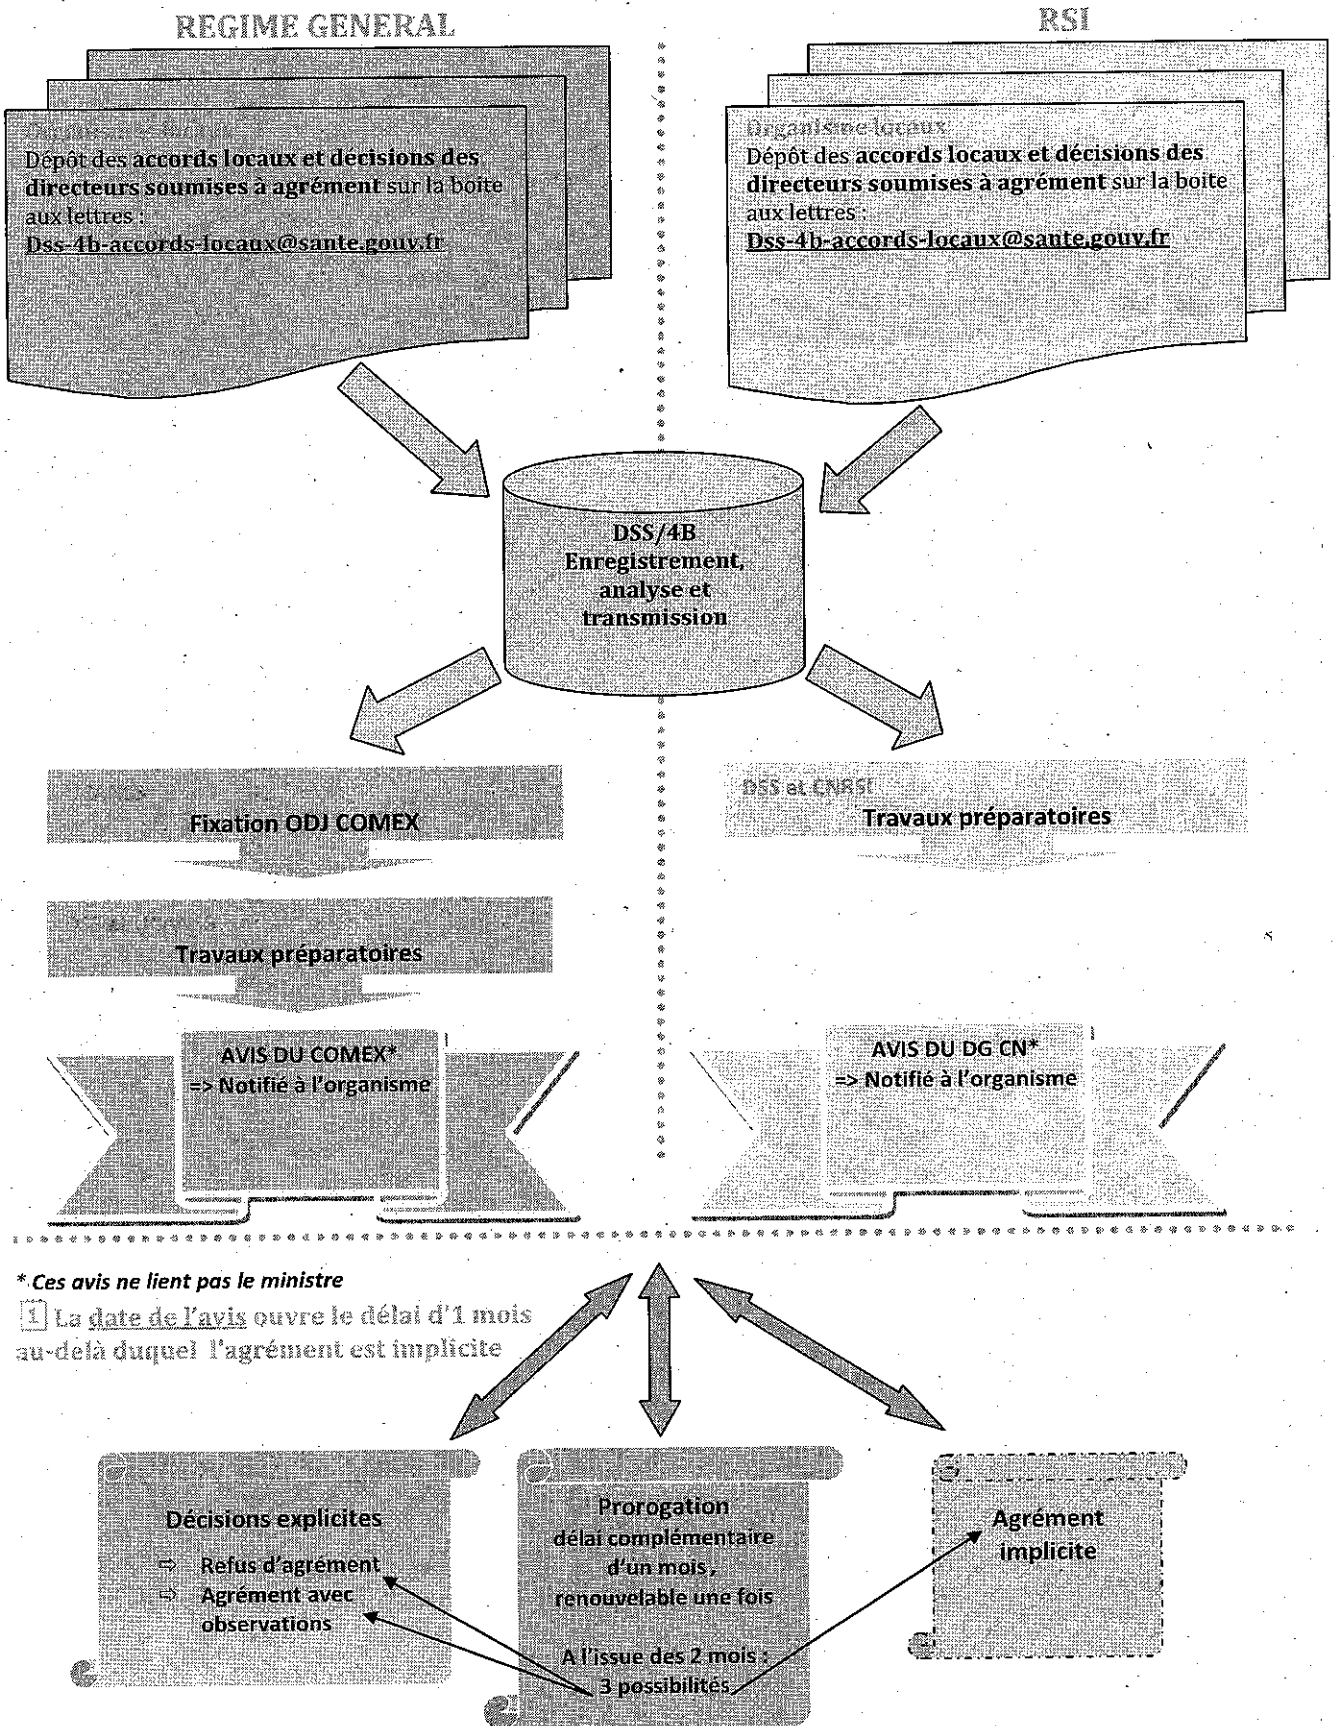 REGIME GENERAL
Dépôt des accords locaux et décisions des
directeurs soumises à agrément sur la boite
aux lettres :
Dss-4b-accords-locaux@sante.gouv.fr
RSI
Organisme locaux
Dépôt des accords locaux et décisions des
directeurs soumises à agrément sur la boite
aux lettres :
Dss-4b-accords-locaux@sante.gouv.fr
DSS/4B
Enregistrement,
analyse et
transmission
Fixation ODJ COMEX
Travaux préparatoires
AVIS DU COMEX*
=> Notifié à l'organisme
DSS et CNRSI
Travaux préparatoires
AVIS DU DG CN*
=> Notifié à l'organisme
* Ces avis ne lient pas le ministre
1 La date de l'avis ouvre le délai d'1 mois
au-delà duquel l'agrément est implicite
Décisions explicites
⇨ Refus d'agrément
⇨ Agrément avec
observations
Prorogation
délai complémentaire
d'un mois,
renouvelable une fois
A l'issue des 2 mois :
3 possibilités
Agrément
implicite